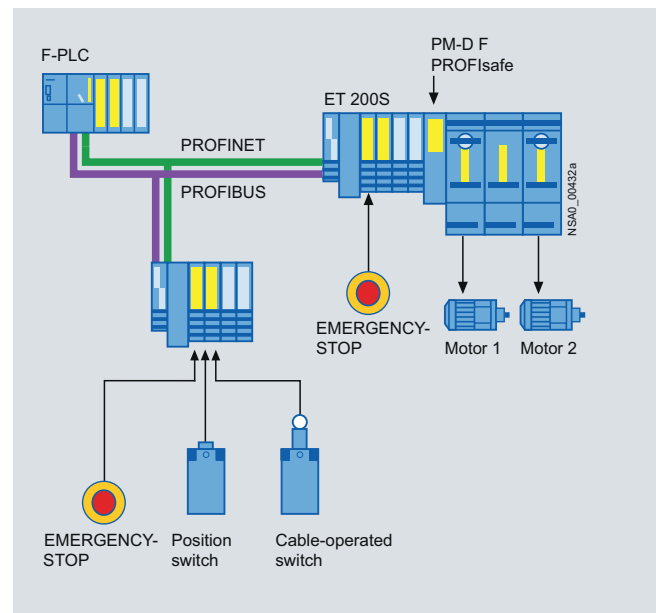 F-PLC
PM-D F
PROFIsafe
ET 200S
PROFINET
PROFIBUS
NSA0_00432a
EMERGENCY-
STOP
Motor 1
Motor 2
EMERGENCY-
STOP
Position
switch
Cable-operated
switch